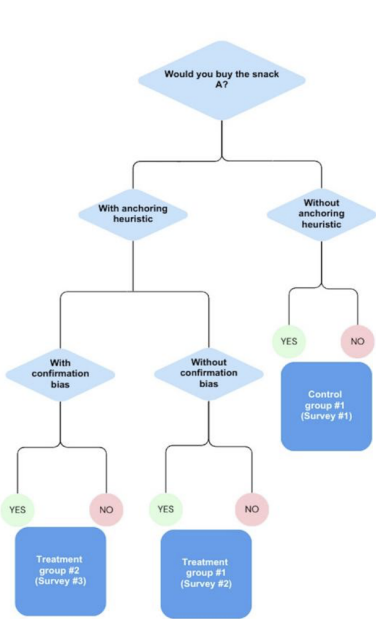 Would you buy the snack
A?
With anchoring
heuristic
Without
anchoring
heuristic
YES
NO
Control
group #1
(Survey #1)
With
confirmation
bias
Without
confirmation
bias
YES
NO
YES
NO
Treatment
group #2
(Survey #3)
Treatment
group #1
(Survey #2)